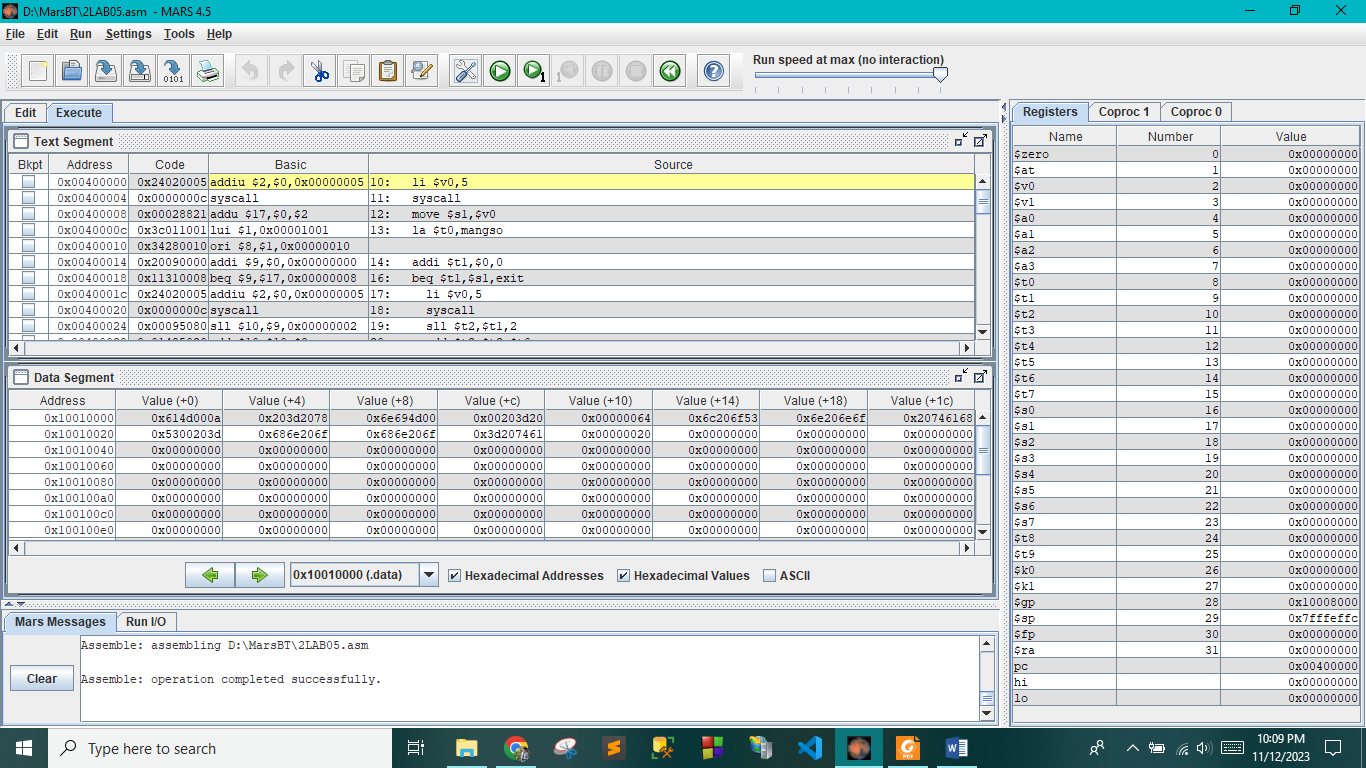 D:\MarsBT\2LAB05.asm - MARS 4.5
File Edit Run Settings Tools Help
Run speed at max (no interaction)
Edit Execute
Text Segment
Bkpt Address Code Basic Source
0x00400000 0x24020005 addiu $2,$0,0x00000005 10: li $v0,5
0x00400004 0x0000000c syscall 11: syscall
0x00400008 0x00028821 addu $17,$0,$2 12: move $s1,$v0
0x0040000c 0x3c011001 lui $1,0x00001001 13: la $t0,mangso
0x00400010 0x34280010 ori $8,$1,0x00000010
0x00400014 0x20090000 addi $9,$0,0x00000000 14: addi $t1,$0,0
0x00400018 0x11310008 beq $9,$17,0x00000008 16: beq $t1,$s1,exit
0x0040001c 0x24020005 addiu $2,$0,0x00000005 17: li $v0,5
0x00400020 0x0000000c syscall 18: syscall
0x00400024 0x00095080 sll $10,$9,0x00000002 19: sll $t2,$t1,2
Data Segment
Address Value (+0) Value (+4) Value (+8) Value (+c) Value (+10) Value (+14) Value (+18) Value (+1c)
0x10010000 0x614d000a 0x203d2078 0x6e694d00 0x00203d20 0x00000064 0x6c206f53 0x6e206e6f 0x20746168
0x10010020 0x5300203d 0x686e206f 0x686e206f 0x3d207461 0x00000020 0x00000000 0x00000000 0x00000000
0x10010040 0x00000000 0x00000000 0x00000000 0x00000000 0x00000000 0x00000000 0x00000000 0x00000000
0x10010060 0x00000000 0x00000000 0x00000000 0x00000000 0x00000000 0x00000000 0x00000000 0x00000000
0x10010080 0x00000000 0x00000000 0x00000000 0x00000000 0x00000000 0x00000000 0x00000000 0x00000000
0x100100a0 0x00000000 0x00000000 0x00000000 0x00000000 0x00000000 0x00000000 0x00000000 0x00000000
0x100100c0 0x00000000 0x00000000 0x00000000 0x00000000 0x00000000 0x00000000 0x00000000 0x00000000
0x100100e0 0x00000000 0x00000000 0x00000000 0x00000000 0x00000000 0x00000000 0x00000000 0x00000000
0x10010000 (.data) Hexadecimal Addresses Hexadecimal Values ASCII
Mars Messages Run I/O
Clear
Assemble: assembling D:\MarsBT\2LAB05.asm
Assemble: operation completed successfully.
Registers Coproc 1 Coproc 0
Name Number Value
$zero 0 0x00000000
$at 1 0x00000000
$v0 2 0x00000000
$v1 3 0x00000000
$a0 4 0x00000000
$a1 5 0x00000000
$a2 6 0x00000000
$a3 7 0x00000000
$t0 8 0x00000000
$t1 9 0x00000000
$t2 10 0x00000000
$t3 11 0x00000000
$t4 12 0x00000000
$t5 13 0x00000000
$t6 14 0x00000000
$t7 15 0x00000000
$s0 16 0x00000000
$s1 17 0x00000000
$s2 18 0x00000000
$s3 19 0x00000000
$s4 20 0x00000000
$s5 21 0x00000000
$s6 22 0x00000000
$s7 23 0x00000000
$t8 24 0x00000000
$t9 25 0x00000000
$k0 26 0x00000000
$k1 27 0x00000000
$gp 28 0x10008000
$sp 29 0x7fffeffc
$fp 30 0x00000000
$ra 31 0x00000000
pc 0x00400000
hi 0x00000000
lo 0x00000000
Type here to search
10:09 PM
11/12/2023